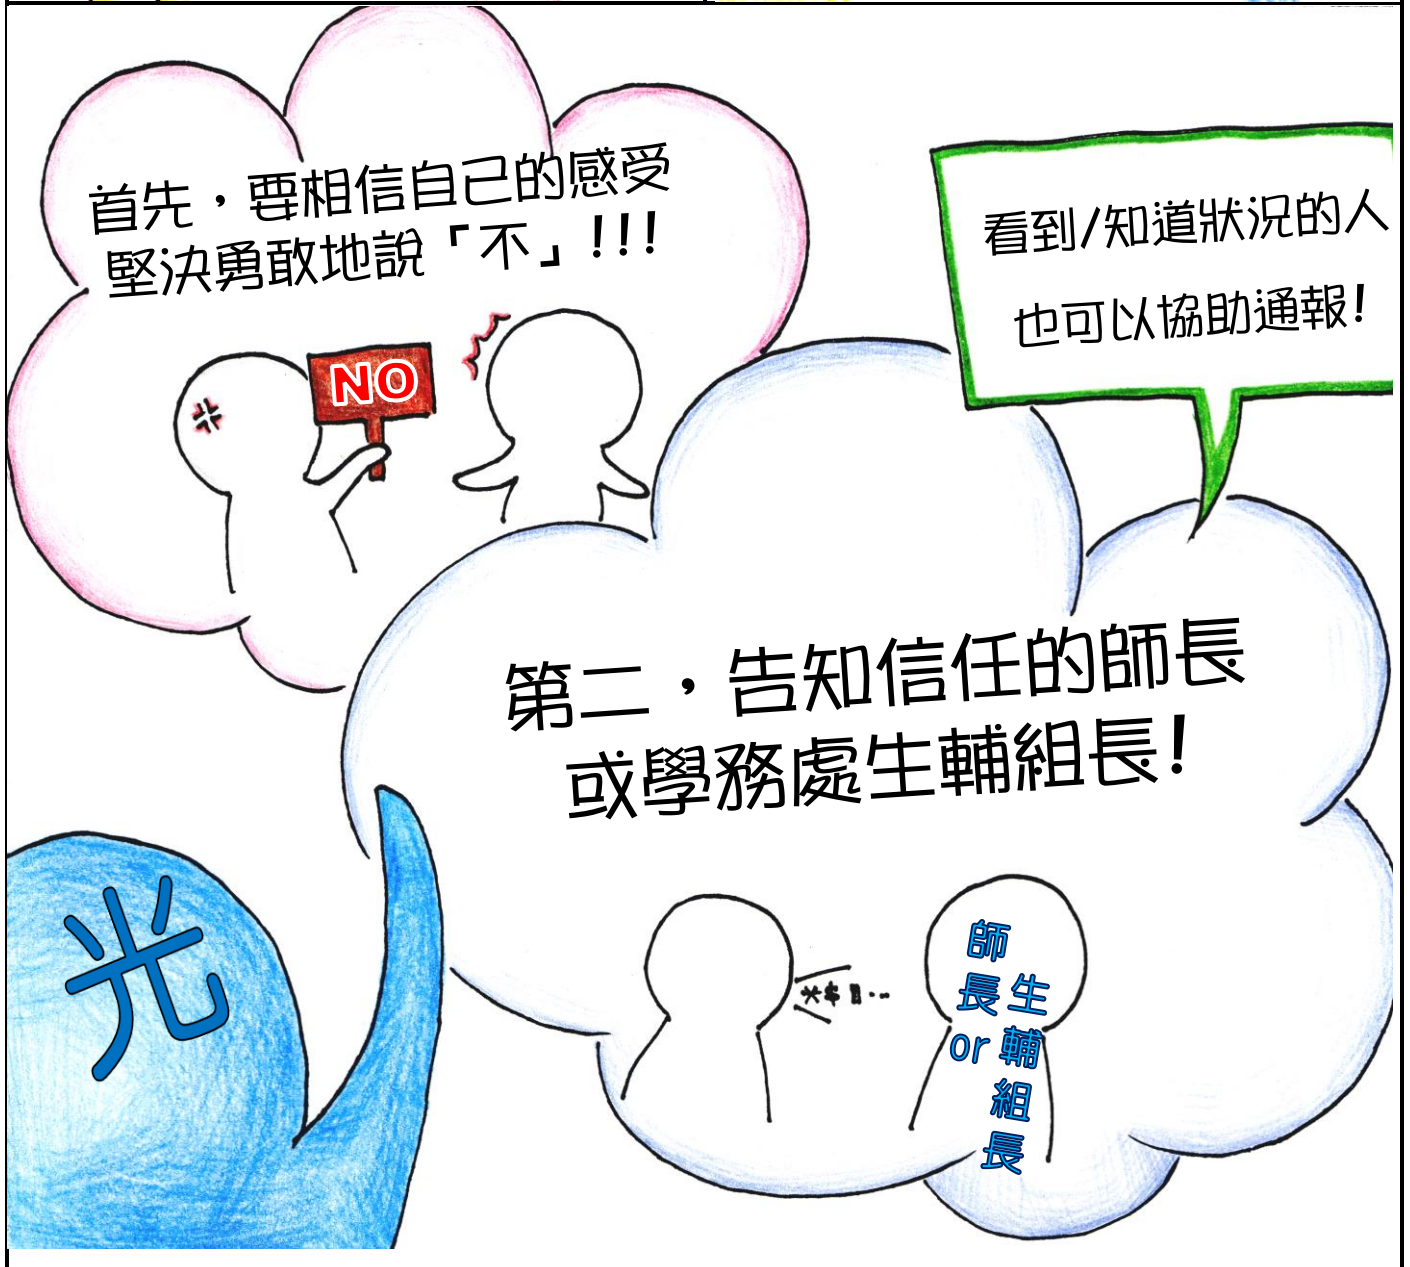 首先，要相信自己的感受
堅決勇敢地說「不」!!!
NO
看到/知道狀況的人
也可以協助通報!
第二，告知信任的師長
或學務處生輔組長!
光
師長or
生輔組長